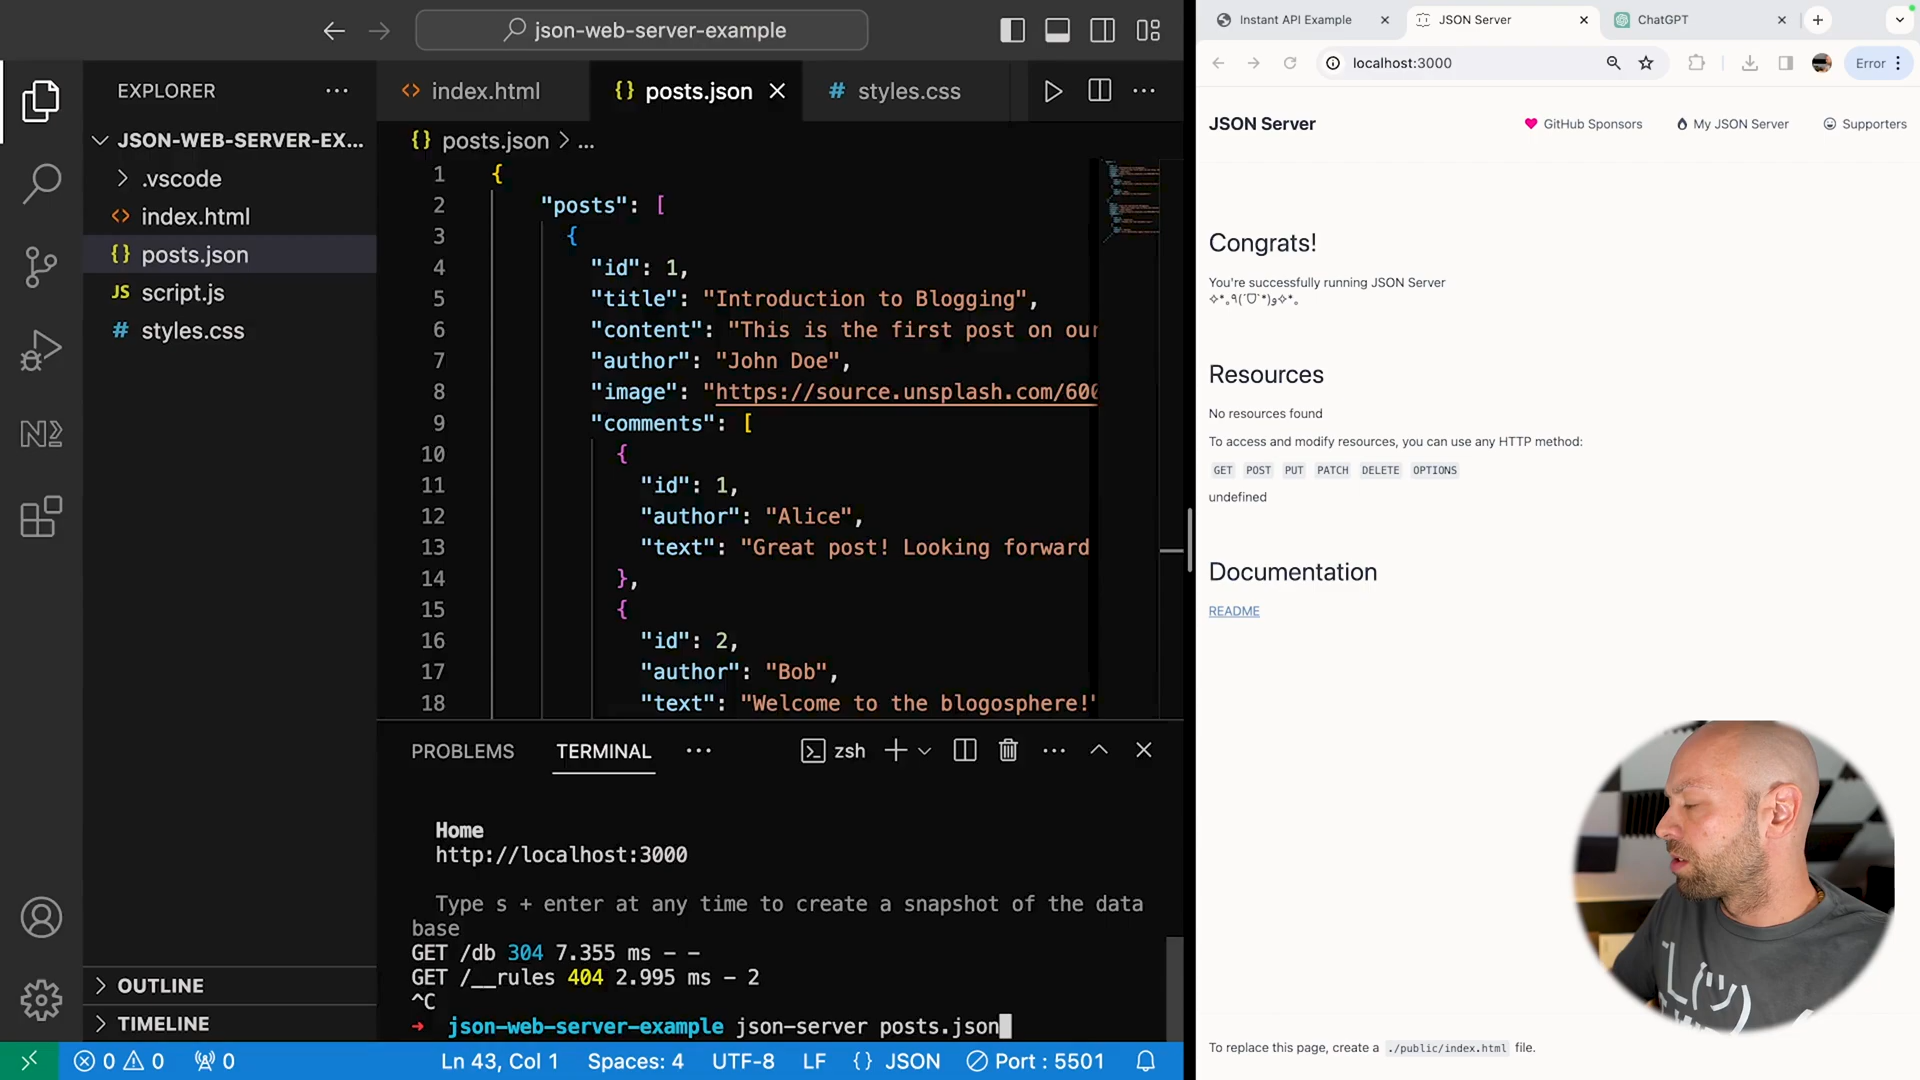 json-web-server-example
EXPLORER
JSON-WEB-SERVER-EX...
.vscode
index.html
posts.json
script.js
styles.css
OUTLINE
TIMELINE
index.html
posts.json
styles.css
posts.json > ...
1 {
2 "posts": [
3 {
4 "id": 1,
5 "title": "Introduction to Blogging",
6 "content": "This is the first post on our
7 "author": "John Doe",
8 "image": "https://source.unsplash.com/600
9 "comments": [
10 {
11 "id": 1,
12 "author": "Alice",
13 "text": "Great post! Looking forward
14 },
15 {
16 "id": 2,
17 "author": "Bob",
18 "text": "Welcome to the blogosphere!"
PROBLEMS TERMINAL ... zsh
Home
http://localhost:3000
Type s + enter at any time to create a snapshot of the data
base
GET /db 304 7.355 ms - -
GET /__rules 404 2.995 ms - 2
^C
➜ json-web-server-example json-server posts.json
0 0 0 Ln 43, Col 1 Spaces: 4 UTF-8 LF {} JSON Port : 5501
Instant API Example
JSON Server
ChatGPT
localhost:3000
Error
JSON Server
GitHub Sponsors
My JSON Server
Supporters
Congrats!
You're successfully running JSON Server
✧*｡٩(ˊᗜˋ*)و✧*｡
Resources
No resources found
To access and modify resources, you can use any HTTP method:
GET POST PUT PATCH DELETE OPTIONS
undefined
Documentation
README
To replace this page, create a ./public/index.html file.